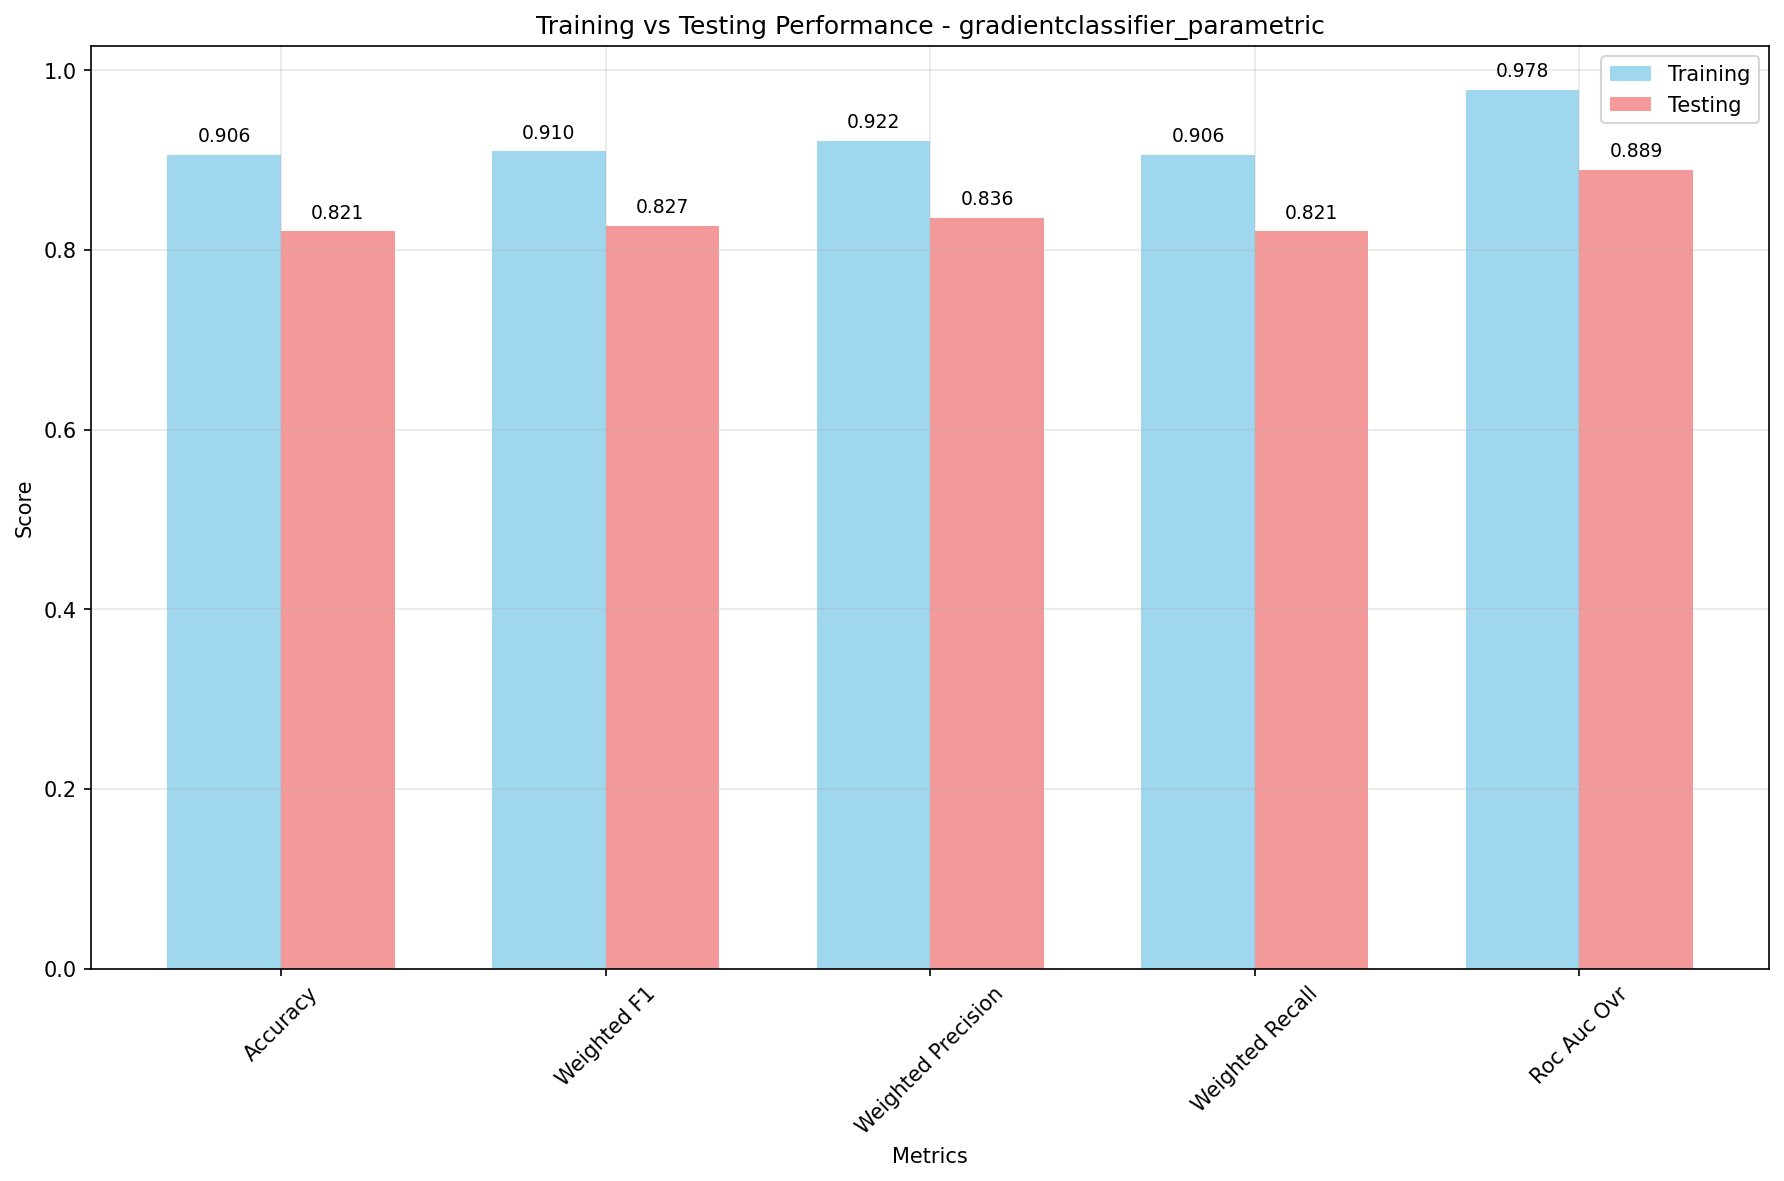 Training vs Testing Performance - gradientclassifier_parametric
Training
Testing
1.0
0.8
0.6
0.4
0.2
0.0
Score
0.906
0.821
0.910
0.827
0.922
0.836
0.906
0.821
0.978
0.889
Accuracy
Weighted F1
Weighted Precision
Weighted Recall
Roc Auc Ovr
Metrics